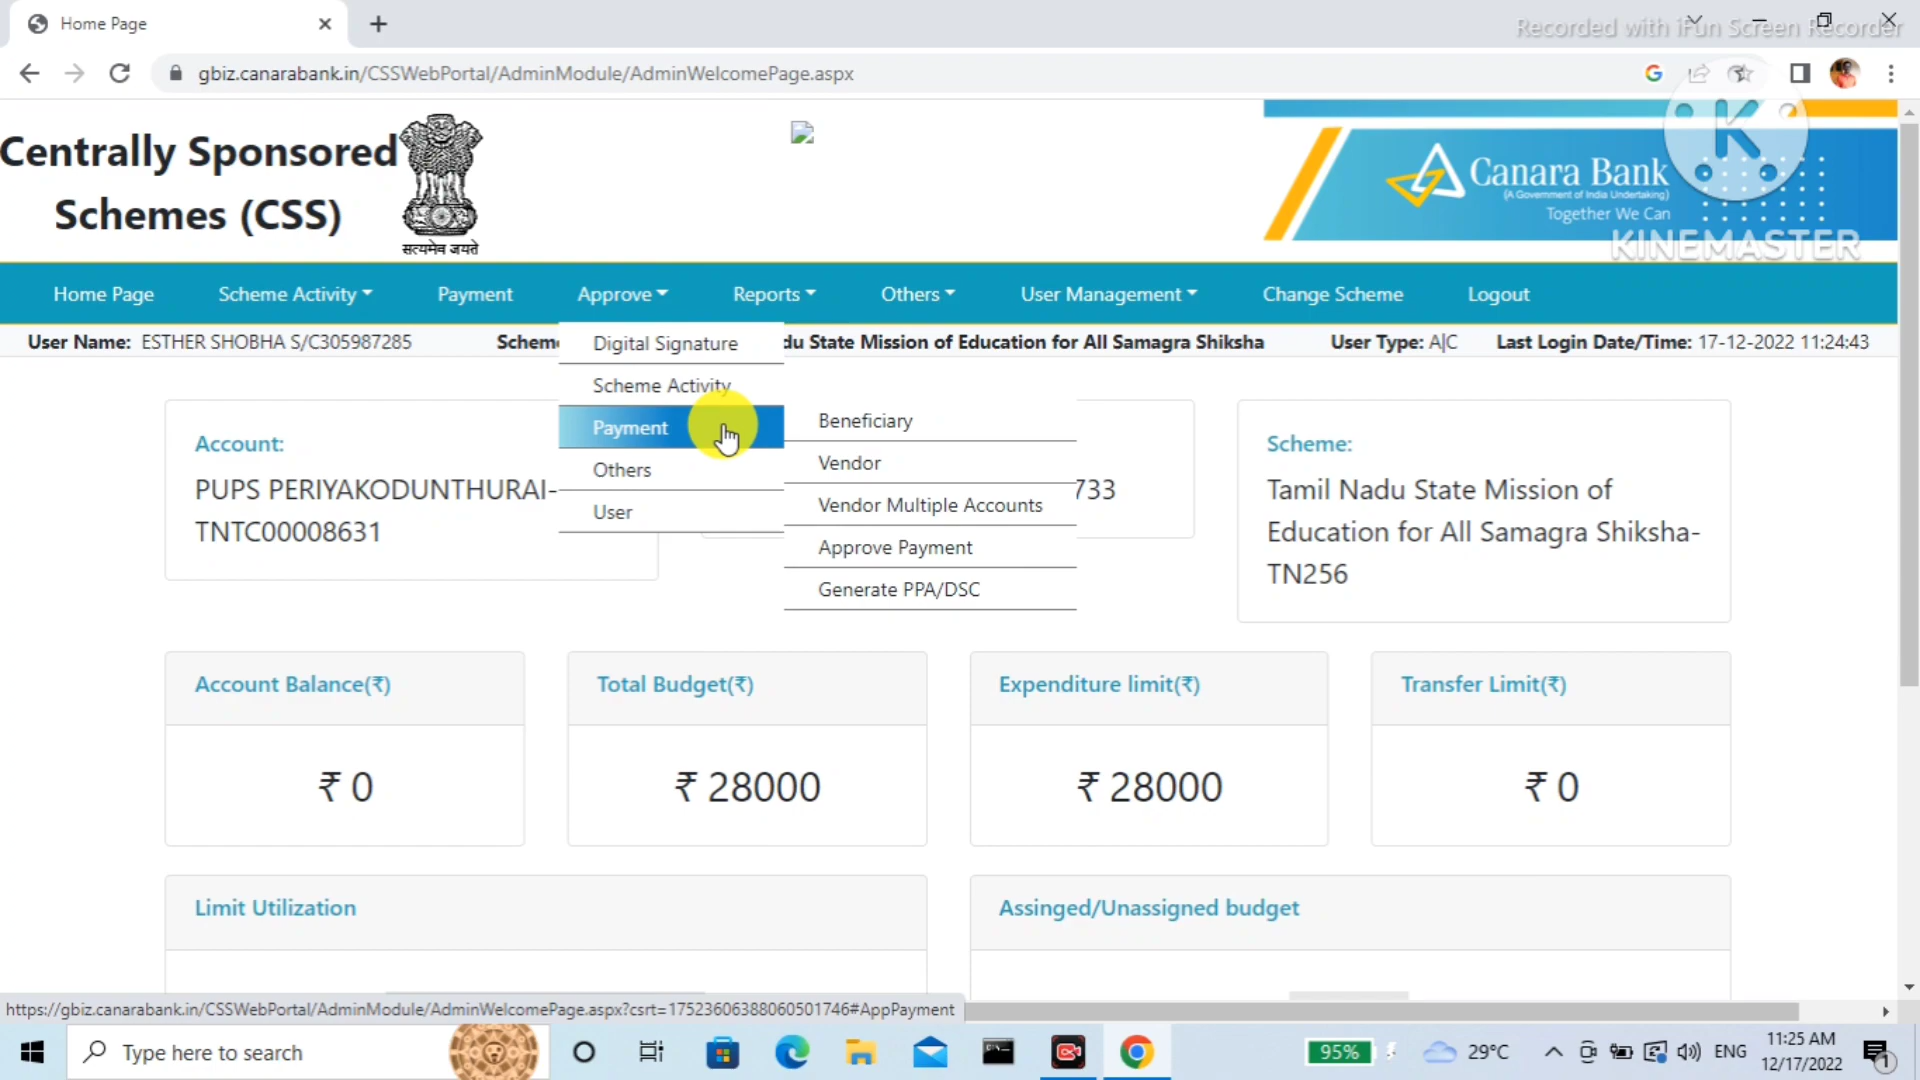 Home Page
Recorded with iFun Screen Recorder
gbiz.canarabank.in/CSSWebPortal/AdminModule/AdminWelcomePage.aspx
Centrally Sponsored
Schemes (CSS)
सत्यमेव जयते
Canara Bank
(A Government of India Undertaking)
Together We Can
K
KINEMASTER
Home Page
Scheme Activity
Payment
Approve
Reports
Others
User Management
Change Scheme
Logout
User Name: ESTHER SHOBHA S/C305987285
du State Mission of Education for All Samagra Shiksha
User Type: A|C
Last Login Date/Time: 17-12-2022 11:24:43
Digital Signature
Scheme Activity
Payment
Others
User
Beneficiary
Vendor
Vendor Multiple Accounts
Approve Payment
Generate PPA/DSC
Account:
PUPS PERIYAKODUNTHURAI-
TNTC00008631
733
Scheme:
Tamil Nadu State Mission of
Education for All Samagra Shiksha-
TN256
Account Balance(₹)
₹ 0
Total Budget(₹)
₹ 28000
Expenditure limit(₹)
₹ 28000
Transfer Limit(₹)
₹ 0
Limit Utilization
Assinged/Unassigned budget
https://gbiz.canarabank.in/CSSWebPortal/AdminModule/AdminWelcomePage.aspx?csrt=17523606388060501746#AppPayment
Type here to search
95%
29°C
ENG
11:25 AM
12/17/2022
1